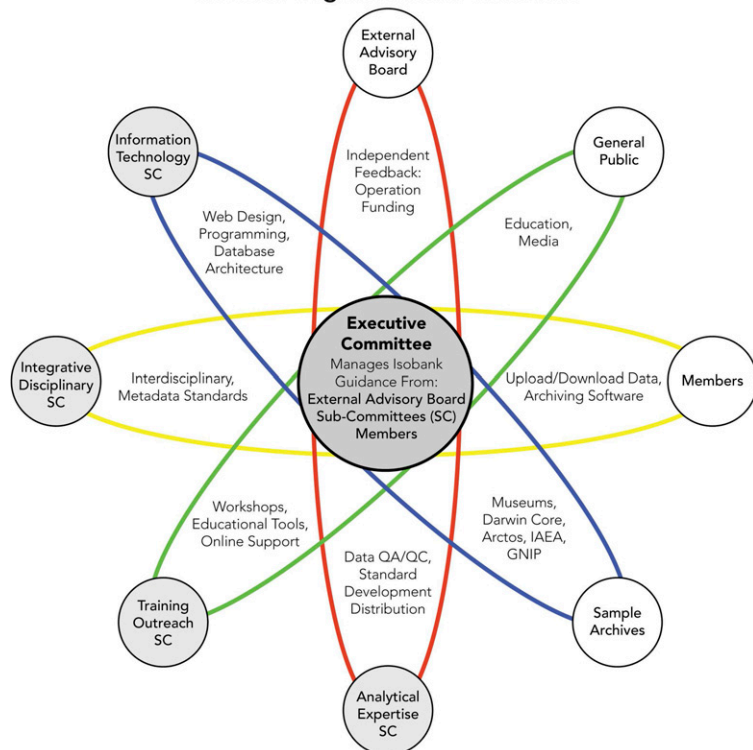 External
Advisory
Board
Information
Technology
SC
General
Public
Independent
Feedback:
Operation
Funding
Web Design,
Programming,
Database
Architecture
Education,
Media
Executive
Committee
Manages Isobank
Guidance From:
External Advisory Board
Sub-Committees (SC)
Members
Integrative
Disciplinary
SC
Interdisciplinary,
Metadata Standards
Upload/Download Data,
Archiving Software
Members
Workshops,
Educational Tools,
Online Support
Museums,
Darwin Core,
Arctos, IAEA,
GNIP
Data QA/QC,
Standard
Development
Distribution
Training
Outreach
SC
Sample
Archives
Analytical
Expertise
SC